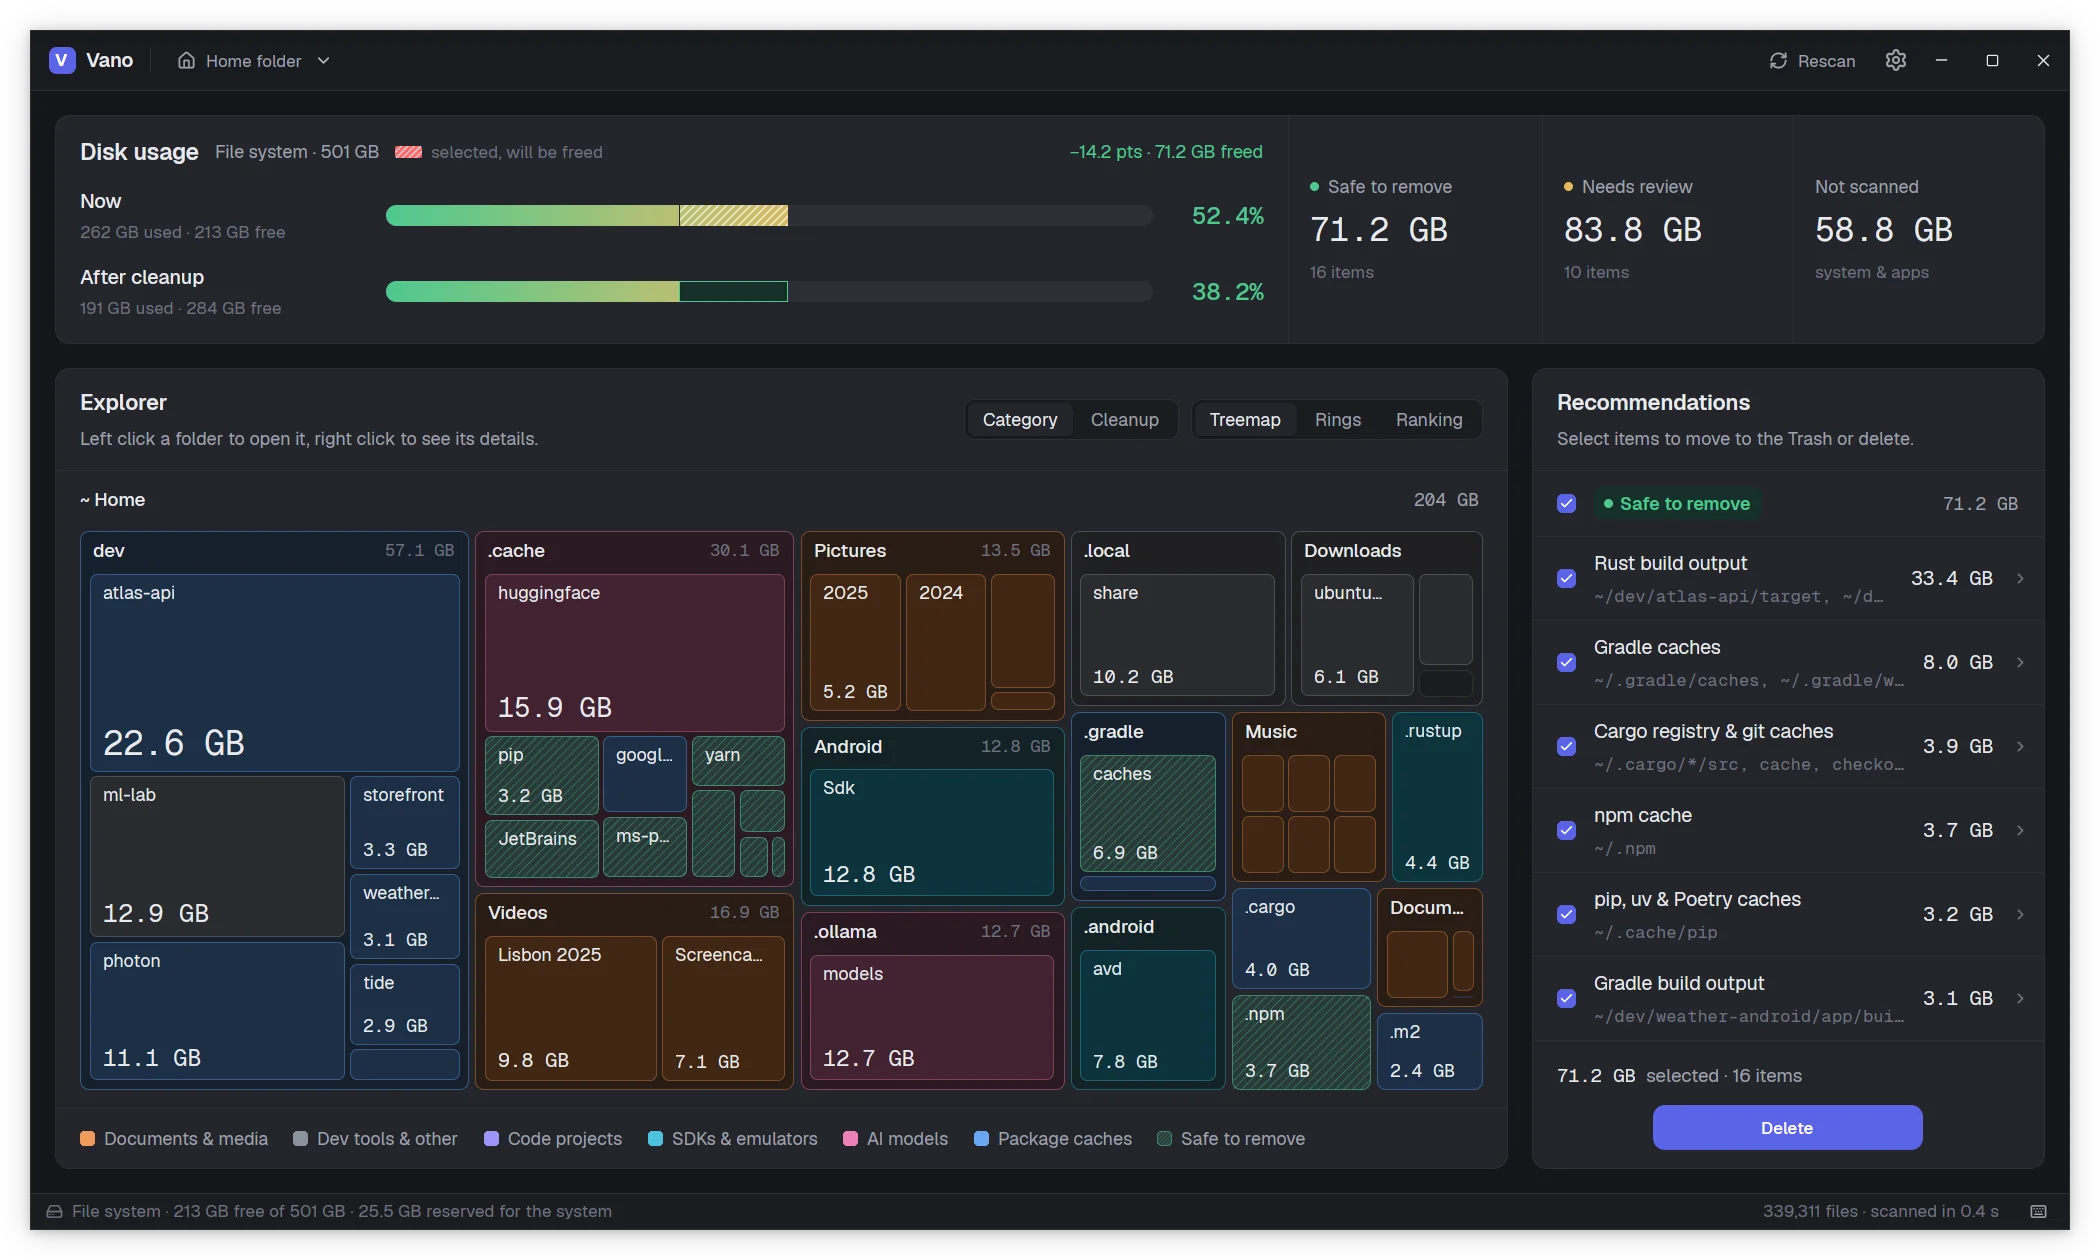 V Vano Home folder Rescan
Disk usage File system · 501 GB selected, will be freed −14.2 pts · 71.2 GB freed
Now
262 GB used · 213 GB free
52.4%
After cleanup
191 GB used · 284 GB free
38.2%
Safe to remove
71.2 GB
16 items
Needs review
83.8 GB
10 items
Not scanned
58.8 GB
system & apps
Explorer
Left click a folder to open it, right click to see its details.
Category Cleanup Treemap Rings Ranking
~ Home 204 GB
dev 57.1 GB
atlas-api
22.6 GB
ml-lab
12.9 GB
storefront
3.3 GB
weather…
3.1 GB
photon
11.1 GB
tide
2.9 GB
.cache 30.1 GB
huggingface
15.9 GB
pip
3.2 GB
googl…
yarn
JetBrains
ms-p…
Videos 16.9 GB
Lisbon 2025
9.8 GB
Screenca…
7.1 GB
Pictures 13.5 GB
2025
5.2 GB
2024
Android 12.8 GB
Sdk
12.8 GB
.ollama 12.7 GB
models
12.7 GB
.local
share
10.2 GB
Downloads
ubuntu…
6.1 GB
.gradle
caches
6.9 GB
Music
.rustup
4.4 GB
.android
avd
7.8 GB
.cargo
4.0 GB
Docum…
.npm
3.7 GB
.m2
2.4 GB
Documents & media Dev tools & other Code projects SDKs & emulators AI models Package caches Safe to remove
Recommendations
Select items to move to the Trash or delete.
Safe to remove 71.2 GB
Rust build output
~/dev/atlas-api/target, ~/d…
33.4 GB
Gradle caches
~/.gradle/caches, ~/.gradle/w…
8.0 GB
Cargo registry & git caches
~/.cargo/*/src, cache, checko…
3.9 GB
npm cache
~/.npm
3.7 GB
pip, uv & Poetry caches
~/.cache/pip
3.2 GB
Gradle build output
~/dev/weather-android/app/bui…
3.1 GB
71.2 GB selected · 16 items
Delete
File system · 213 GB free of 501 GB · 25.5 GB reserved for the system
339,311 files · scanned in 0.4 s